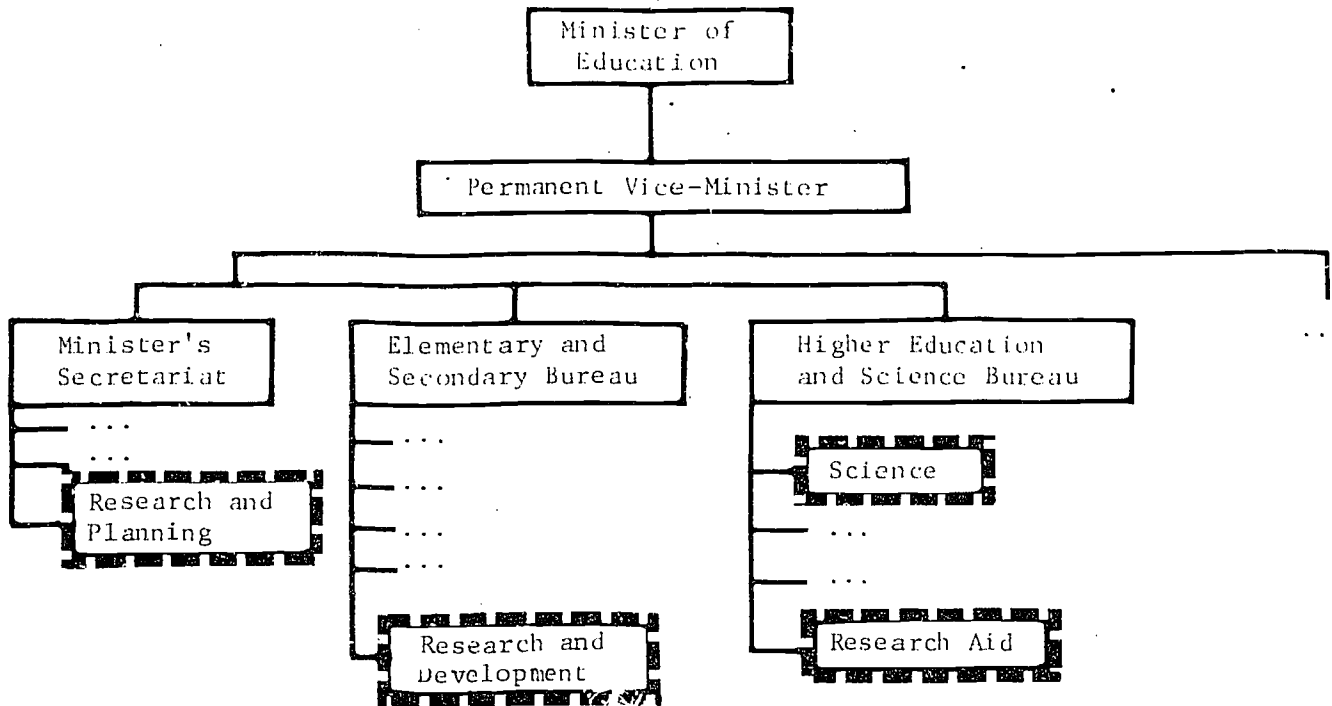 Minister of
Education
Permanent Vice-Minister
Minister's
Secretariat
...
...
Research and
Planning
Elementary and
Secondary Bureau
...
...
...
...
Research and
Development
Higher Education
and Science Bureau
Science
...
...
Research Aid
..